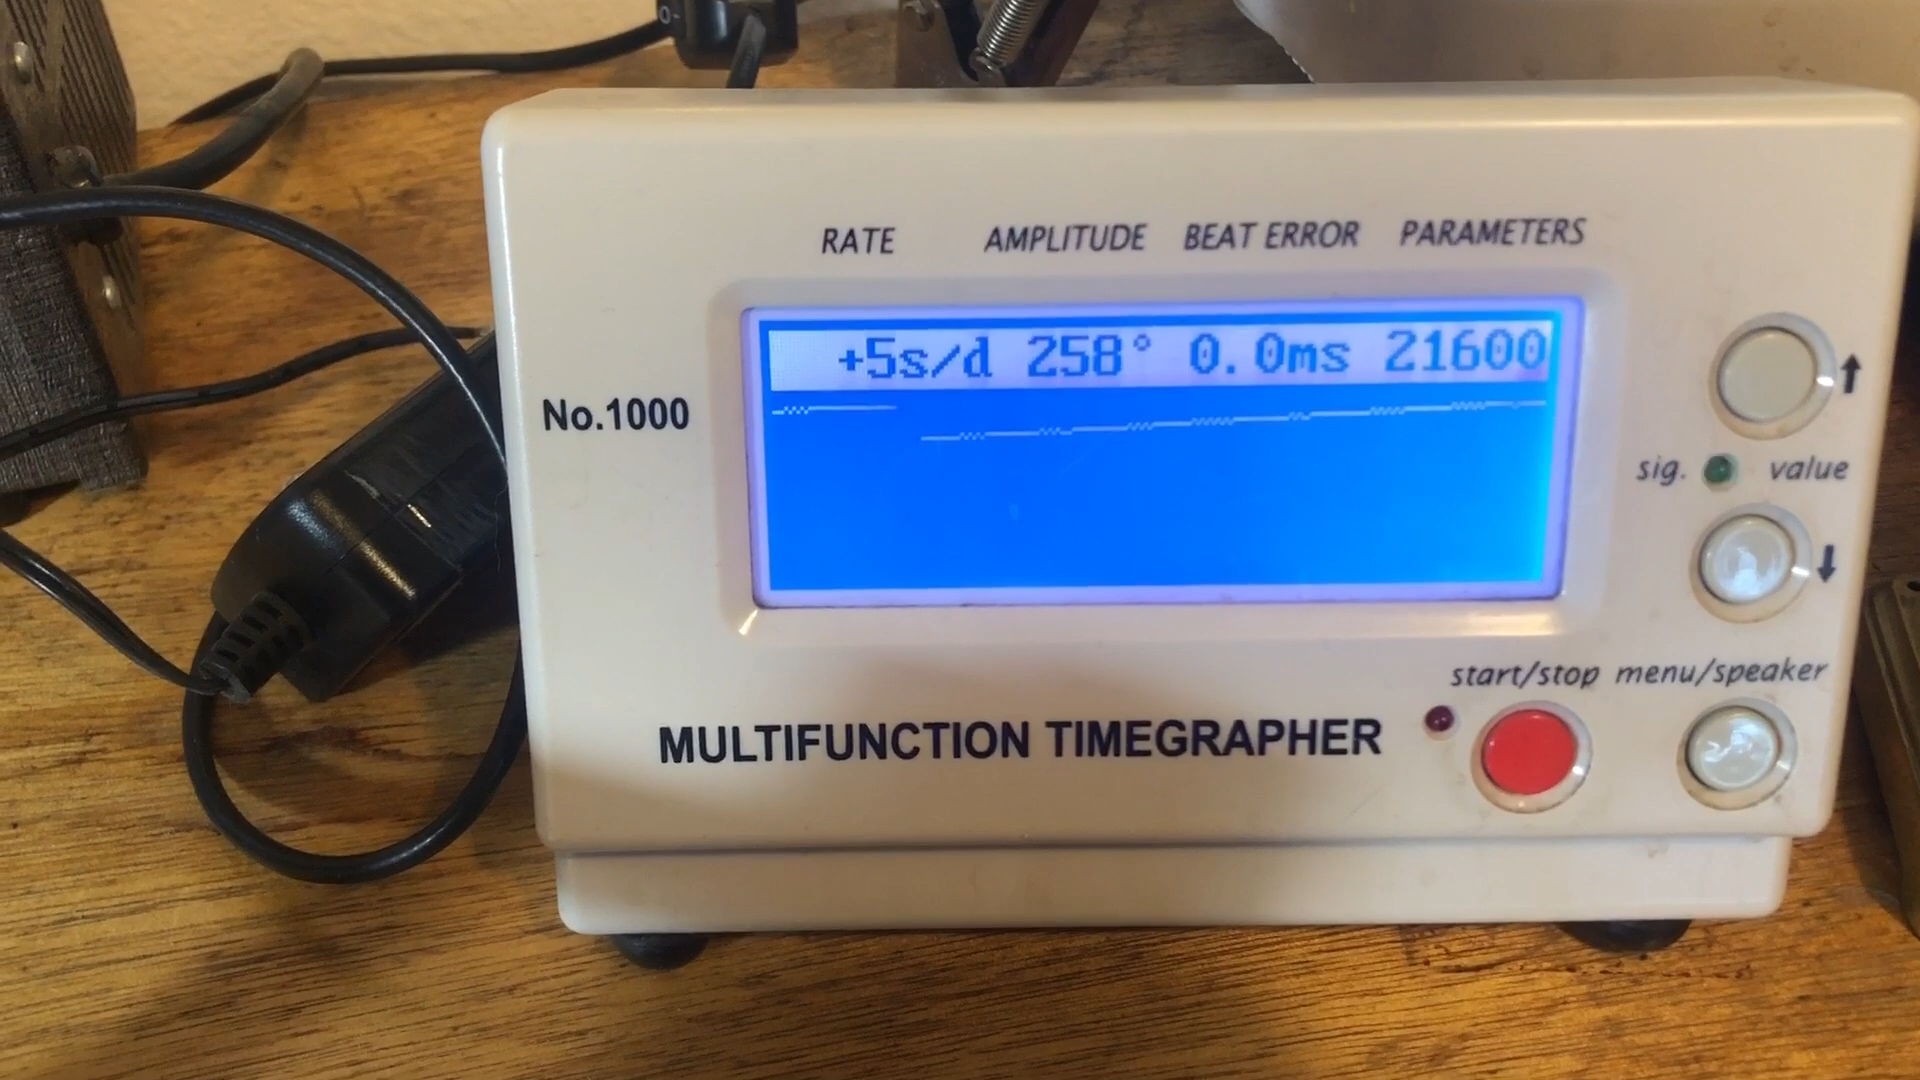 RATE AMPLITUDE BEAT ERROR PARAMETERS
+5s/d 258° 0.0ms 21600
No.1000
sig. value
start/stop menu/speaker
MULTIFUNCTION TIMEGRAPHER